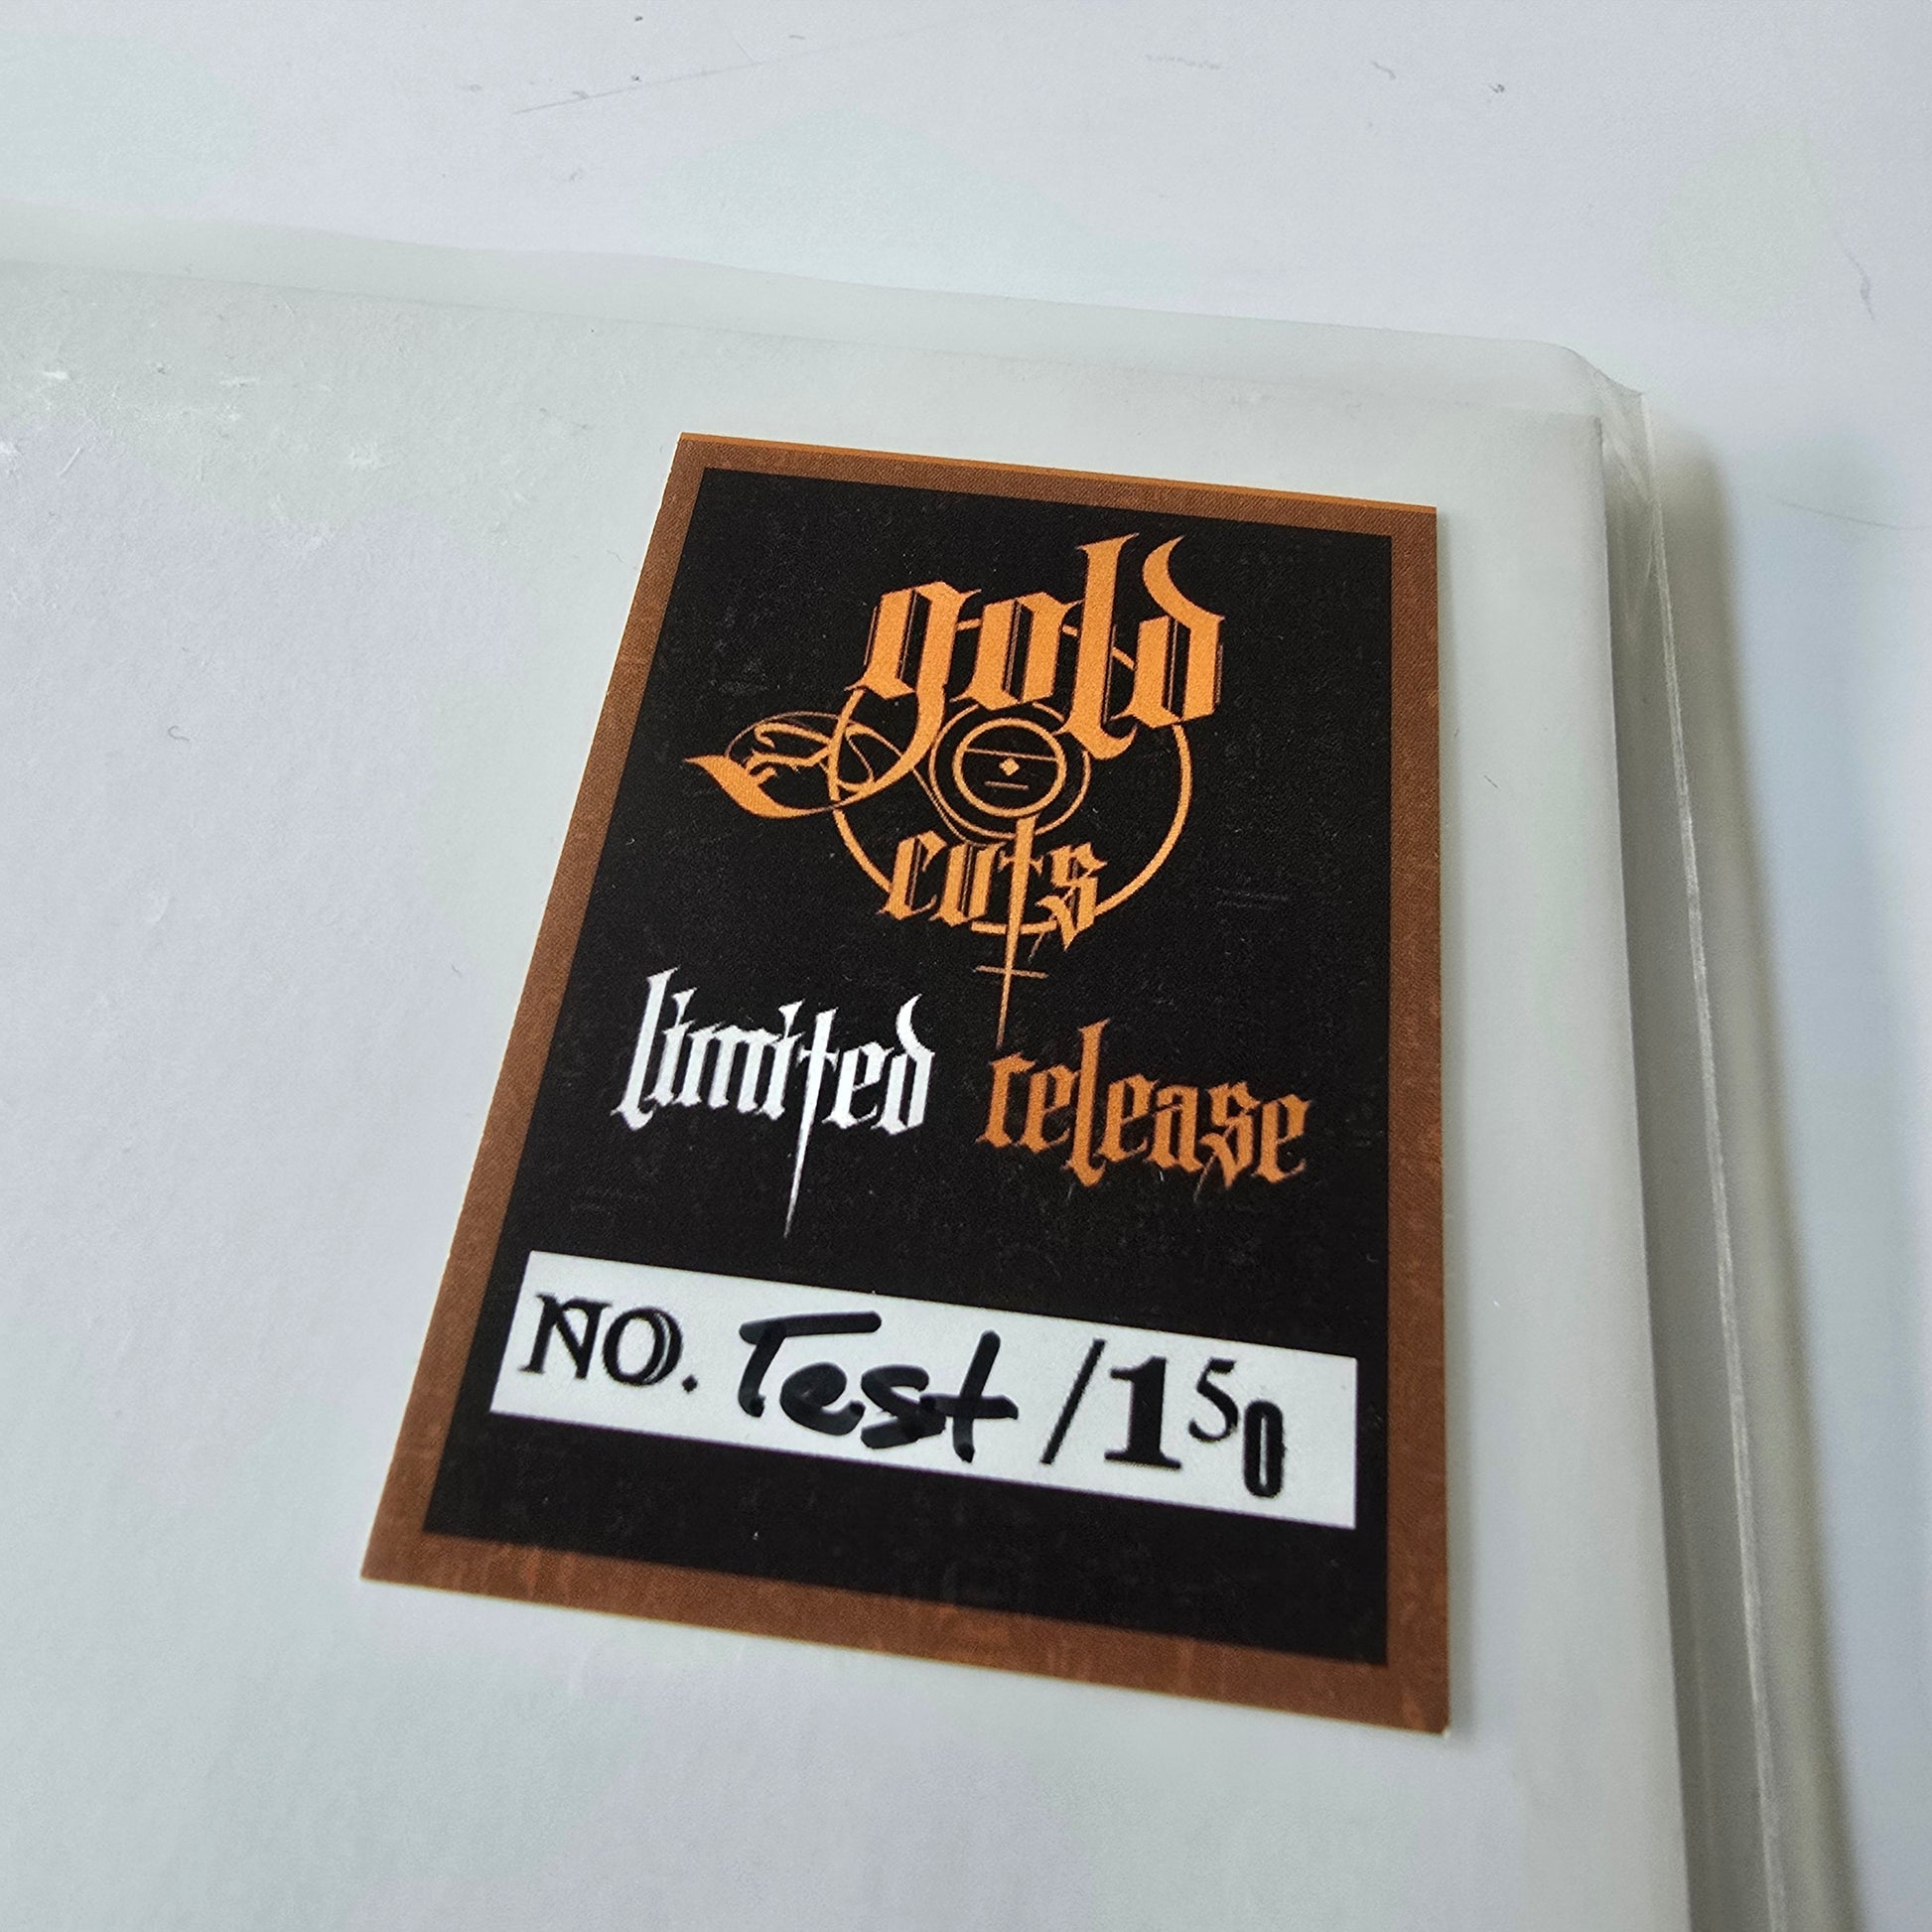 gold
cuts
limited release
NO. Test /150